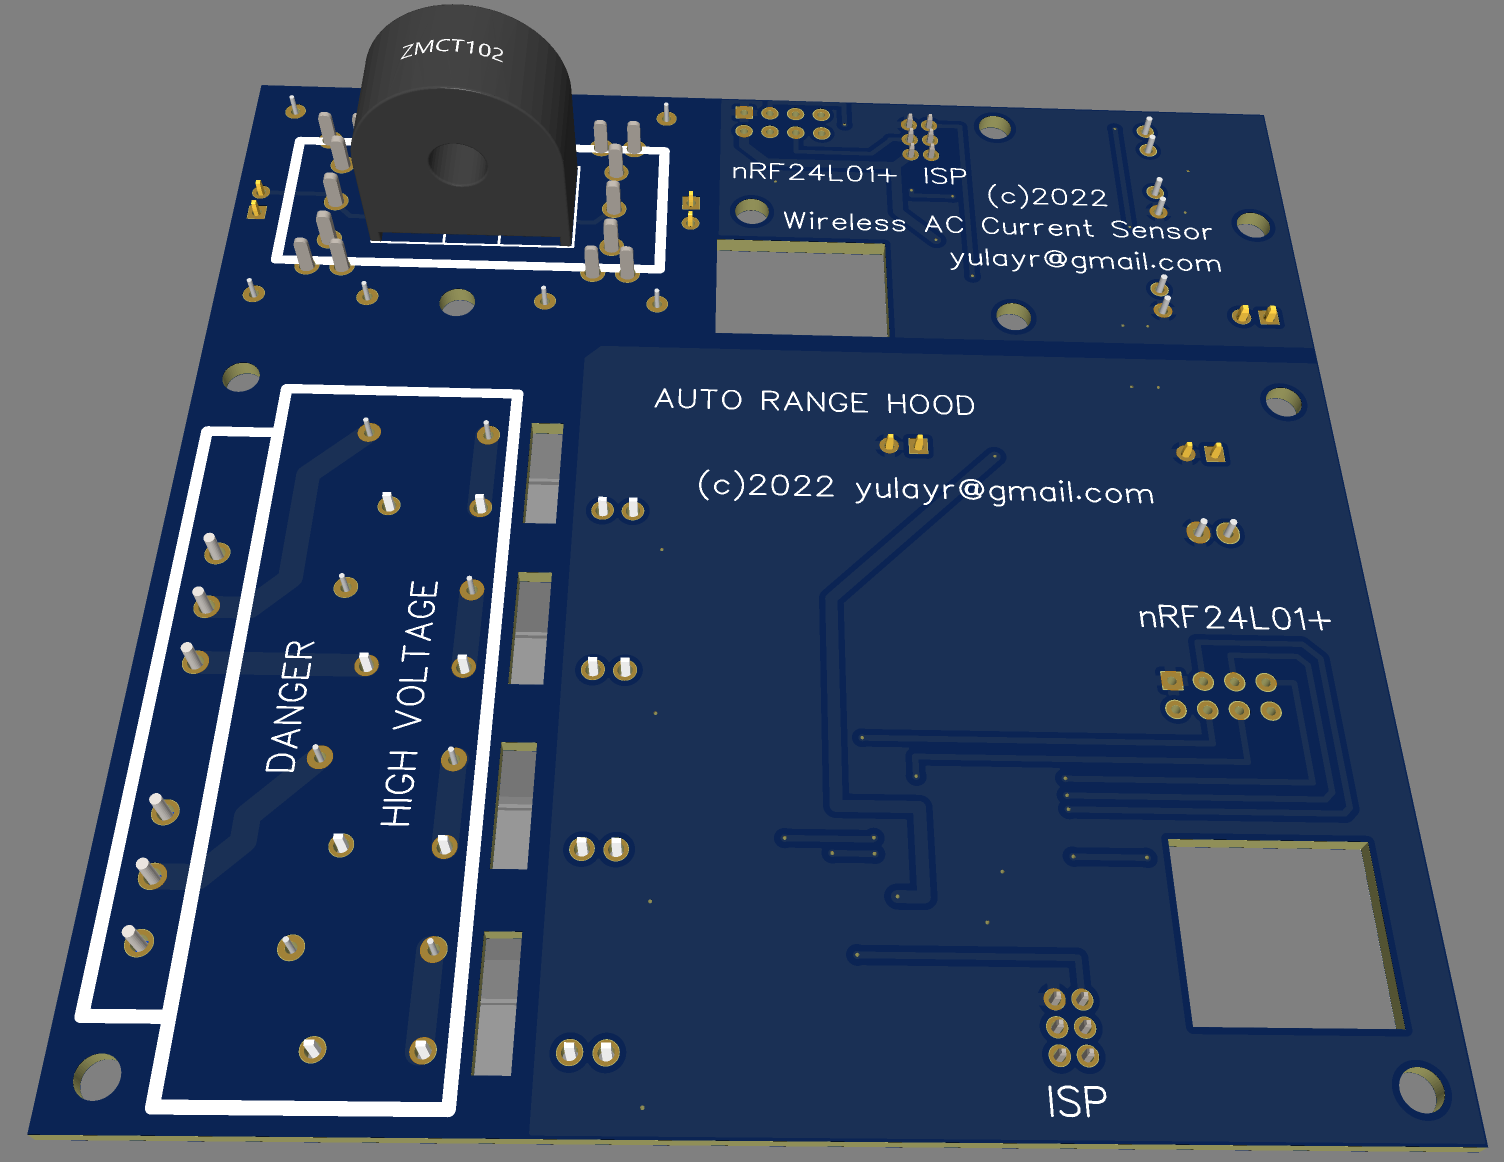 ZMCT102
nRF24L01+
ISP
(c)2022
Wireless AC Current Sensor
yulayr@gmail.com
AUTO RANGE HOOD
(c)2022 yulayr@gmail.com
DANGER
HIGH VOLTAGE
nRF24L01+
ISP